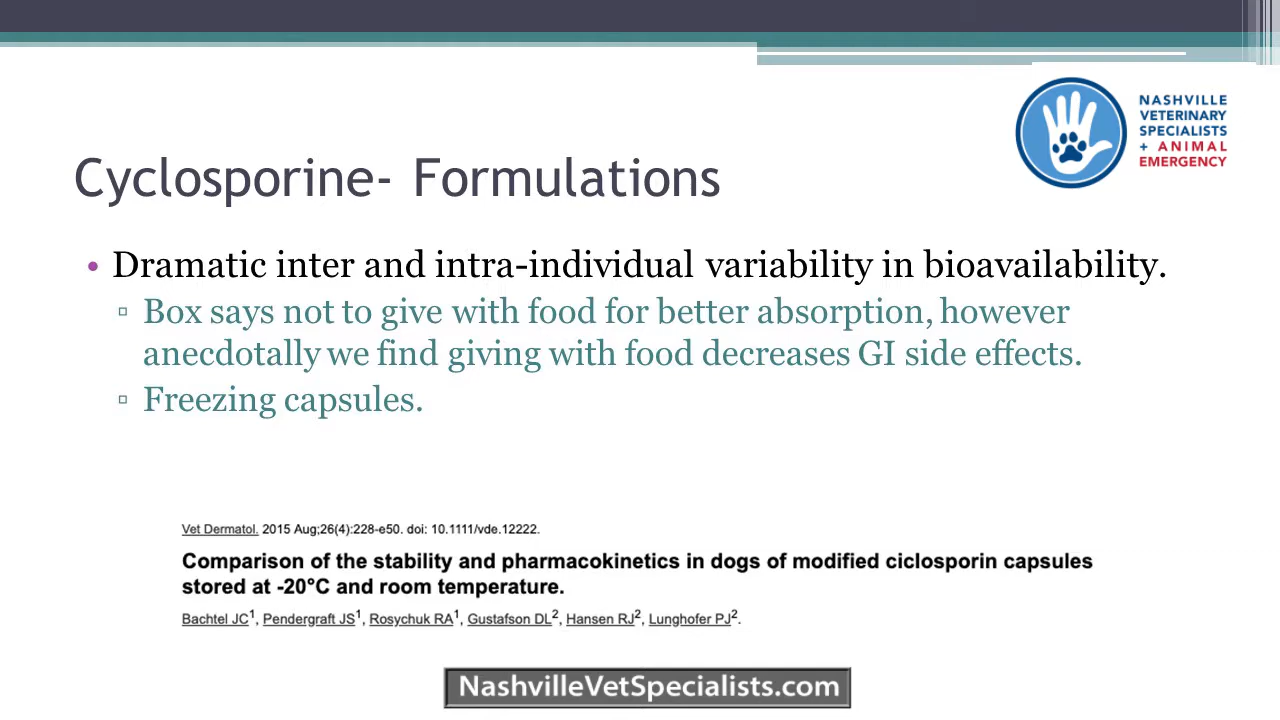 NASHVILLE
VETERINARY
SPECIALISTS
+ ANIMAL
EMERGENCY
Cyclosporine- Formulations
• Dramatic inter and intra-individual variability in bioavailability.
▫ Box says not to give with food for better absorption, however
anecdotally we find giving with food decreases GI side effects.
▫ Freezing capsules.
Vet Dermatol. 2015 Aug;26(4):228-e50. doi: 10.1111/vde.12222.
Comparison of the stability and pharmacokinetics in dogs of modified ciclosporin capsules
stored at -20°C and room temperature.
Bachtel JC1, Pendergraft JS1, Rosychuk RA1, Gustafson DL2, Hansen RJ2, Lunghofer PJ2.
NashvilleVetSpecialists.com